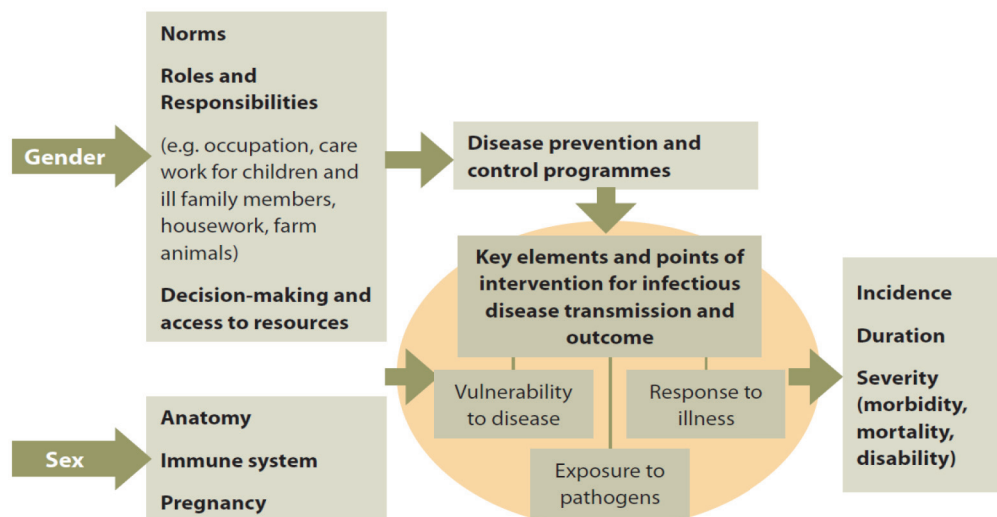 Gender
Norms
Roles and
Responsibilities
(e.g. occupation, care
work for children and
ill family members,
housework, farm
animals)
Decision-making and
access to resources
Sex
Anatomy
Immune system
Pregnancy
Disease prevention and
control programmes
Key elements and points of
intervention for infectious
disease transmission and
outcome
Vulnerability
to disease
Exposure to
pathogens
Response to
illness
Incidence
Duration
Severity
(morbidity,
mortality,
disability)